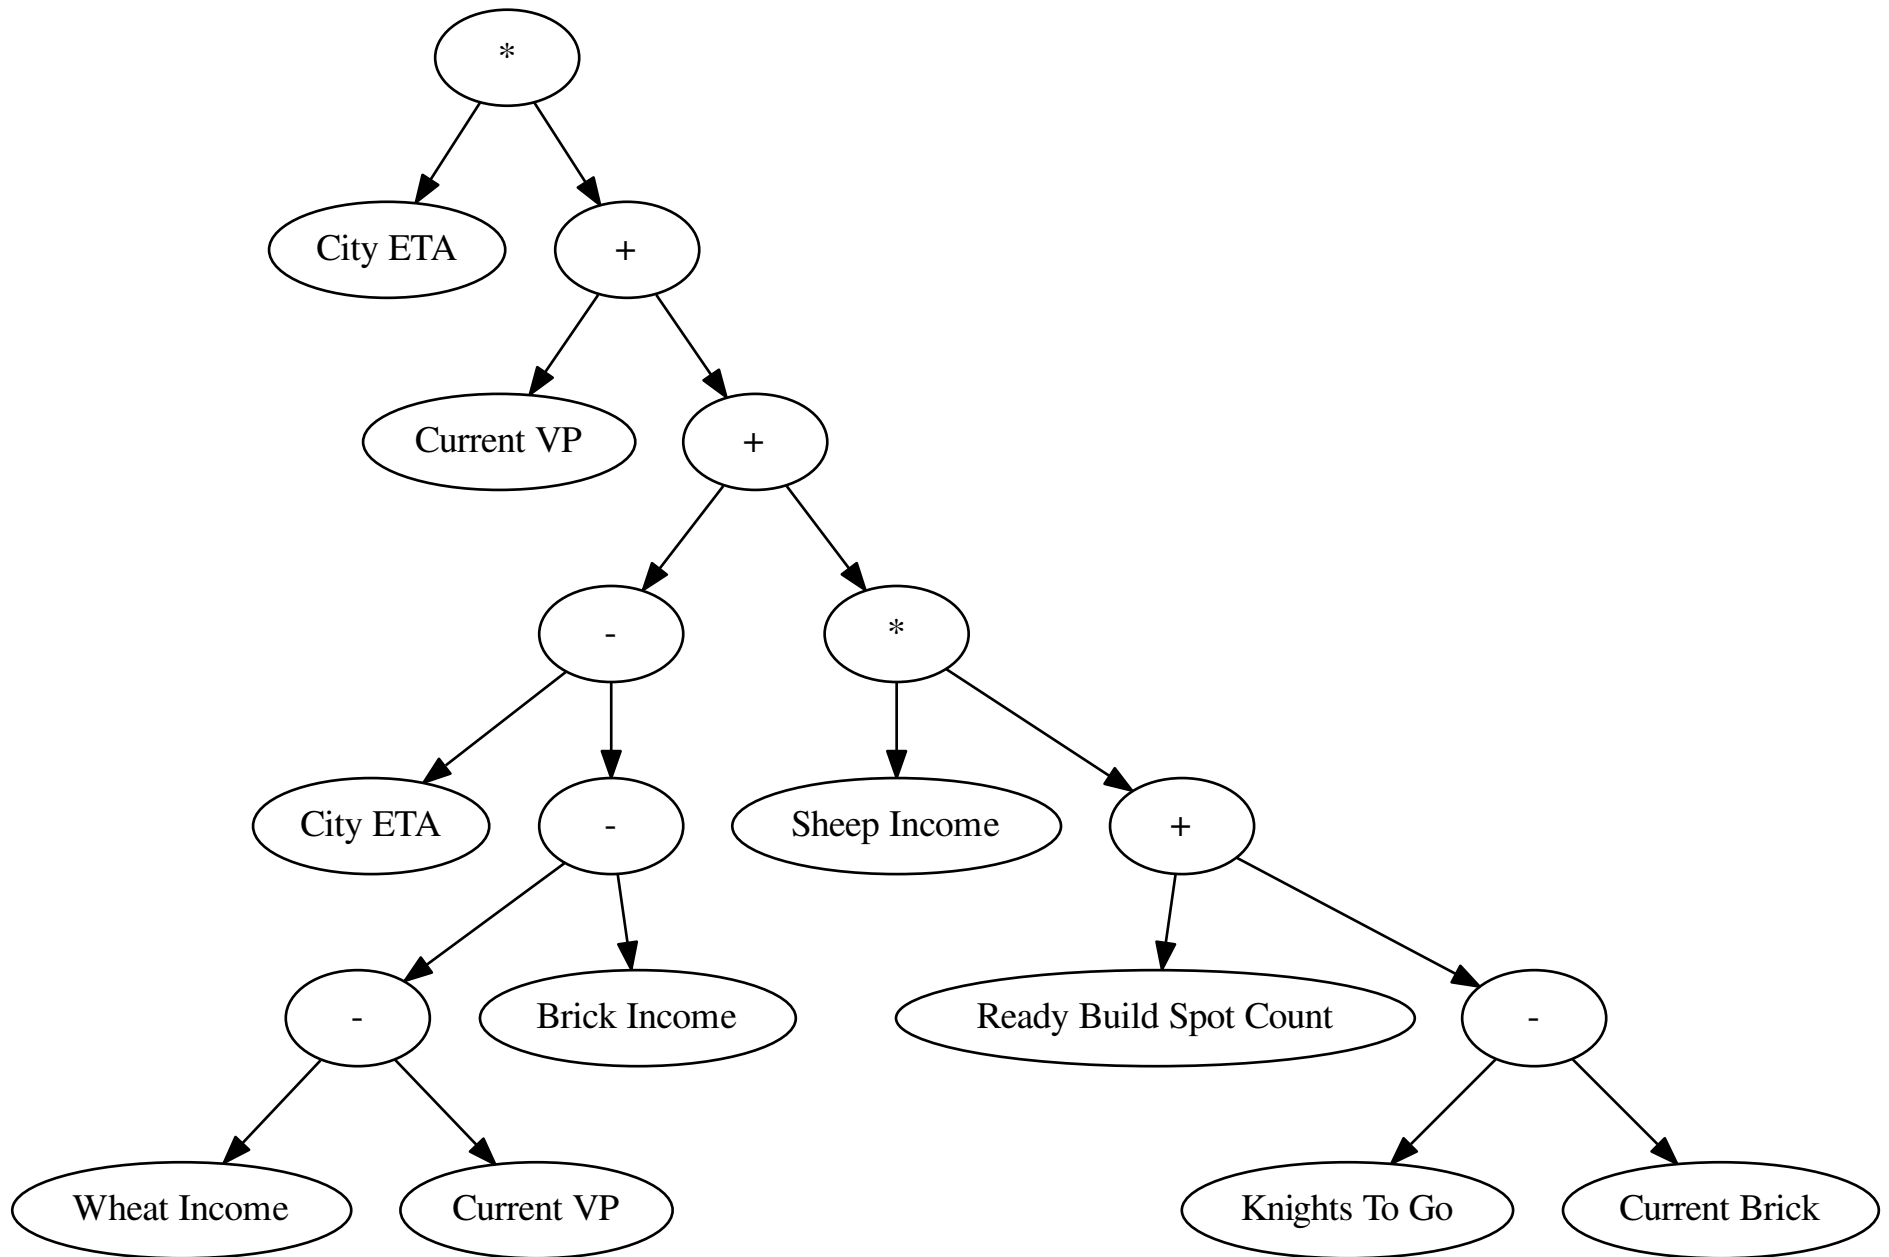 *
City ETA
+
Current VP
+
-
*
City ETA
-
Sheep Income
+
-
Brick Income
Ready Build Spot Count
-
Wheat Income
Current VP
Knights To Go
Current Brick